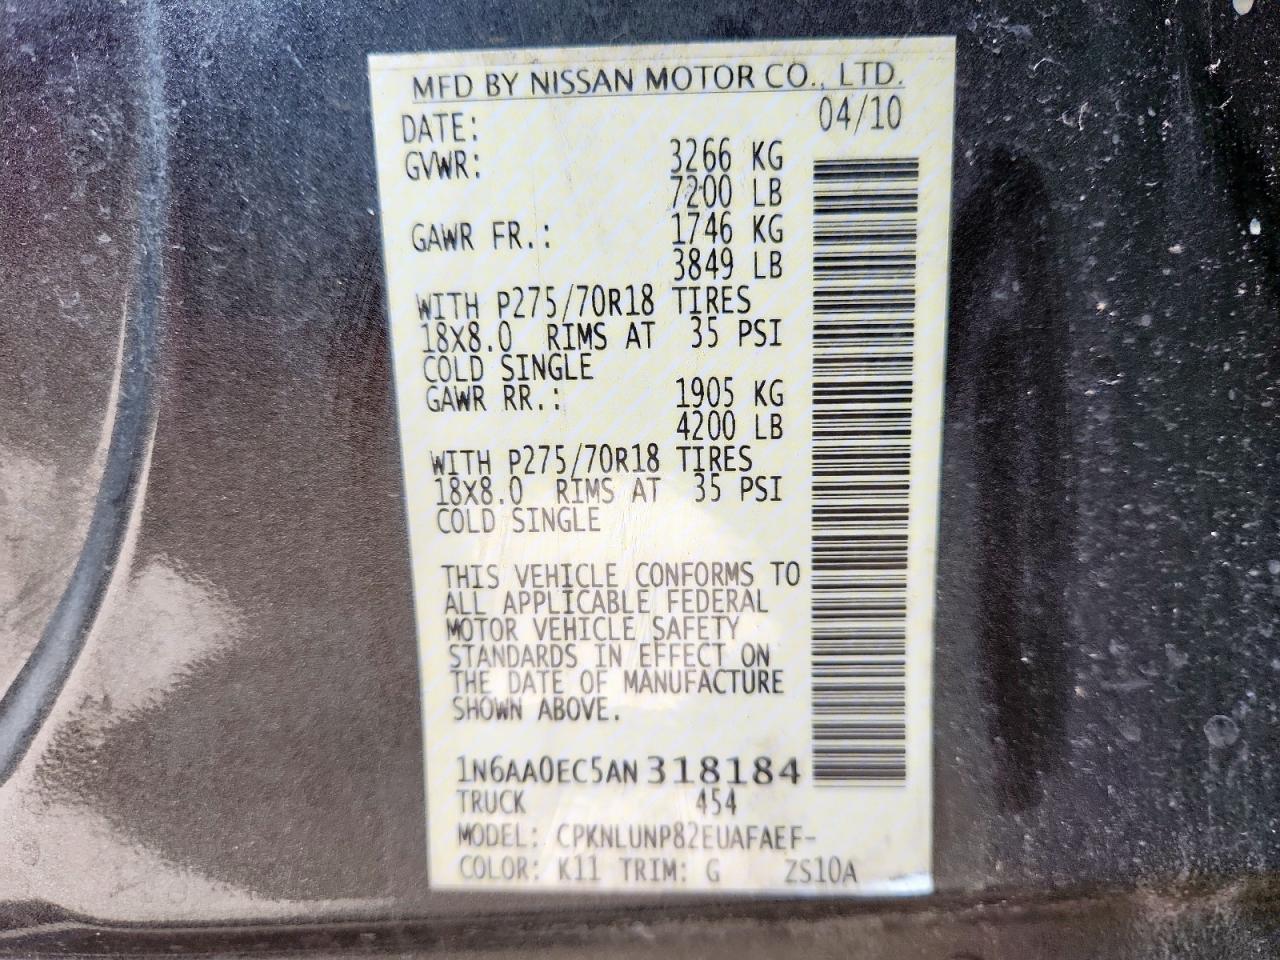 MFD BY NISSAN MOTOR CO., LTD.
DATE: 04/10
GVWR: 3266 KG
7200 LB
GAWR FR.: 1746 KG
3849 LB
WITH P275/70R18 TIRES
18X8.0 RIMS AT 35 PSI
COLD SINGLE
GAWR RR.: 1905 KG
4200 LB
WITH P275/70R18 TIRES
18X8.0 RIMS AT 35 PSI
COLD SINGLE
THIS VEHICLE CONFORMS TO
ALL APPLICABLE FEDERAL
MOTOR VEHICLE SAFETY
STANDARDS IN EFFECT ON
THE DATE OF MANUFACTURE
SHOWN ABOVE.
1N6AA0EC5AN318184
TRUCK 454
MODEL: CPKNLUNP82EUAFAEF-
COLOR: K11 TRIM: G ZS10A